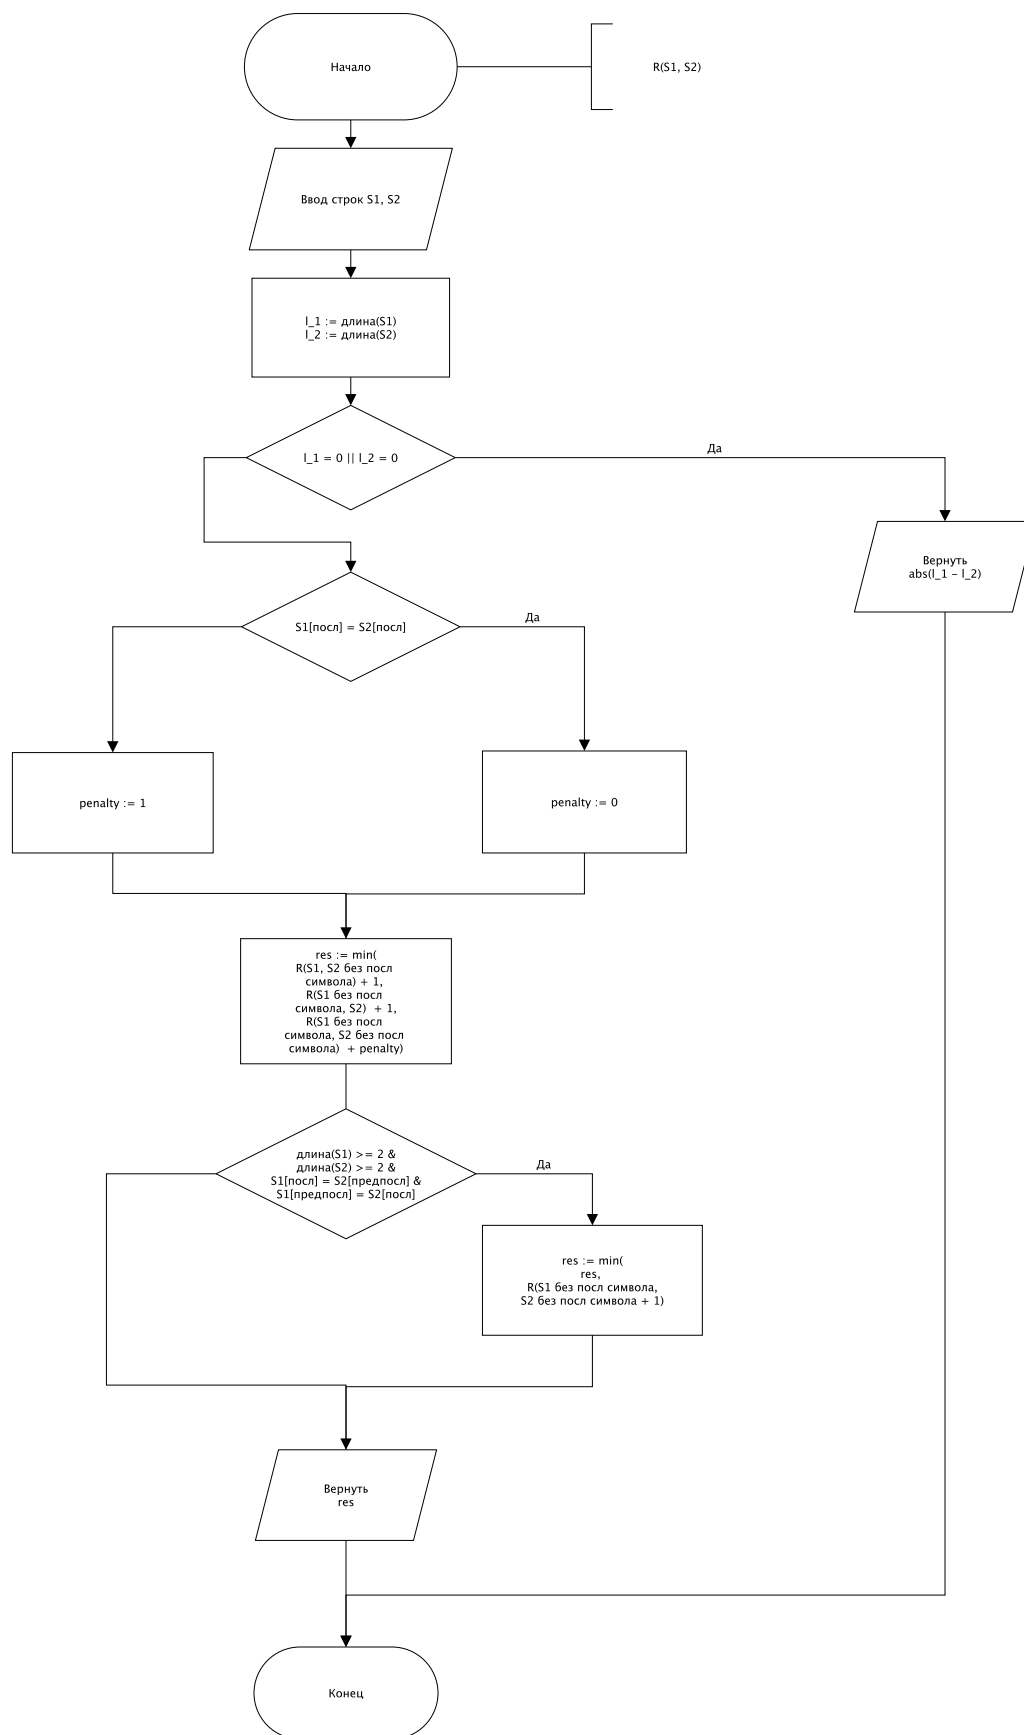 Начало
R(S1, S2)
Ввод строк S1, S2
l_1 := длина(S1)
l_2 := длина(S2)
l_1 = 0 || l_2 = 0
Да
Вернуть
abs(l_1 - l_2)
S1[посл] = S2[посл]
Да
penalty := 1
penalty := 0
res := min(
R(S1, S2 без посл
символа) + 1,
R(S1 без посл
символа, S2) + 1,
R(S1 без посл
символа, S2 без посл
символа) + penalty)
длина(S1) >= 2 &
длина(S2) >= 2 &
S1[посл] = S2[предпосл] &
S1[предпосл] = S2[посл]
Да
res := min(
res,
R(S1 без посл символа,
S2 без посл символа + 1)
Вернуть
res
Конец